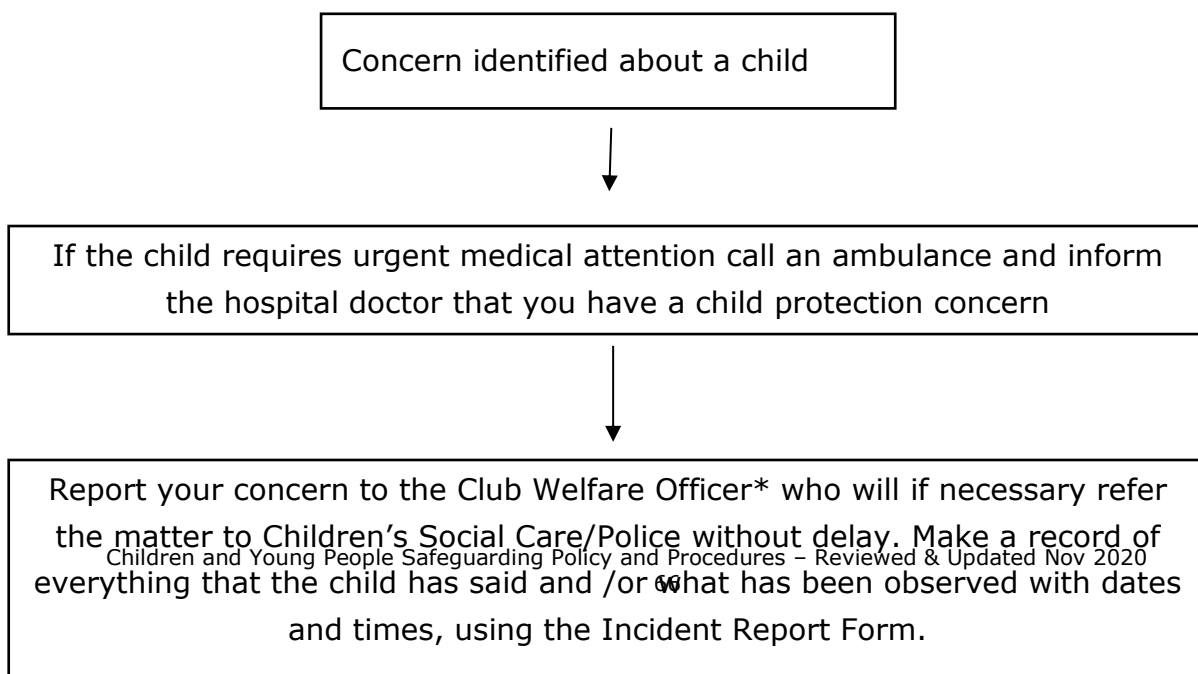 Concern identified about a child
If the child requires urgent medical attention call an ambulance and inform
the hospital doctor that you have a child protection concern
Report your concern to the Club Welfare Officer* who will if necessary refer
the matter to Children’s Social Care/Police without delay. Make a record of
Children and Young People Safeguarding Policy and Procedures – Reviewed & Updated Nov 2020
everything that the child has said and /or what has been observed with dates
and times, using the Incident Report Form.